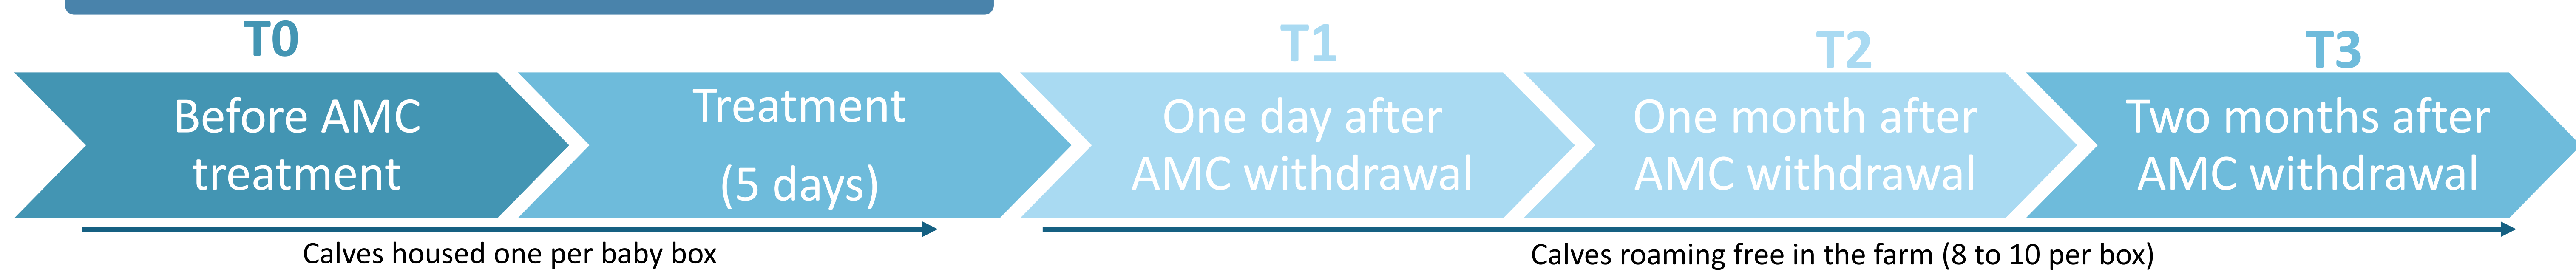 T0
T1
T2
T3
Before AMC
treatment
Treatment
(5 days)
One day after
AMC withdrawal
One month after
AMC withdrawal
Two months after
AMC withdrawal
Calves housed one per baby box
Calves roaming free in the farm (8 to 10 per box)